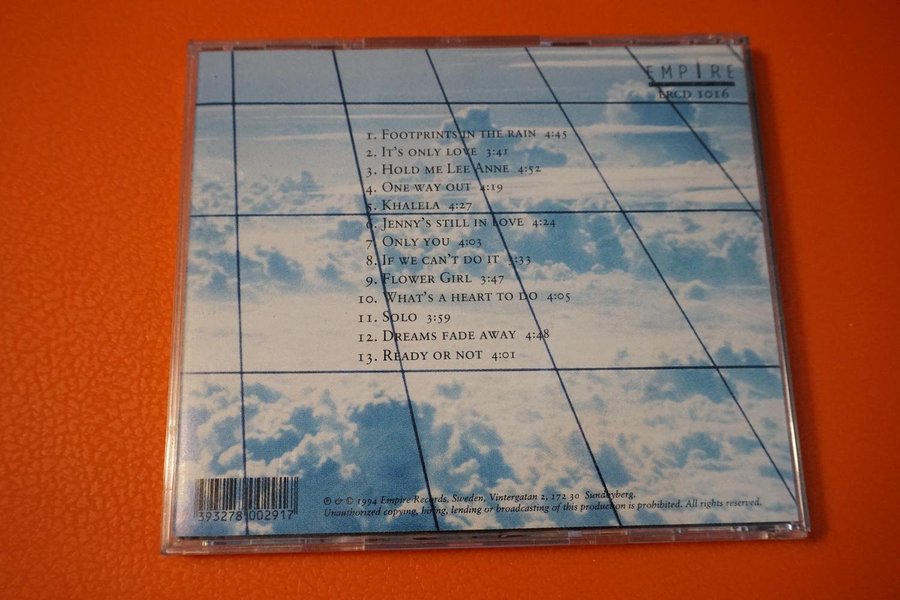 EMPIRE
ERCD 1016
1. Footprints in the rain 4:45
2. It's only love 3:41
3. Hold me Lee Anne 4:52
4. One way out 4:19
5. Khalela 4:27
6. Jenny's still in love 4:24
7. Only you 4:03
8. If we can't do it 3:33
9. Flower Girl 3:47
10. What's a heart to do 4:05
11. Solo 3:59
12. Dreams fade away 4:48
13. Ready or not 4:01
℗ & © 1994 Empire Records, Sweden, Vintergatan 2, 172 30 Sundbyberg.
Unauthorized copying, hiring, lending or broadcasting of this production is prohibited. All rights reserved.
393278 002917